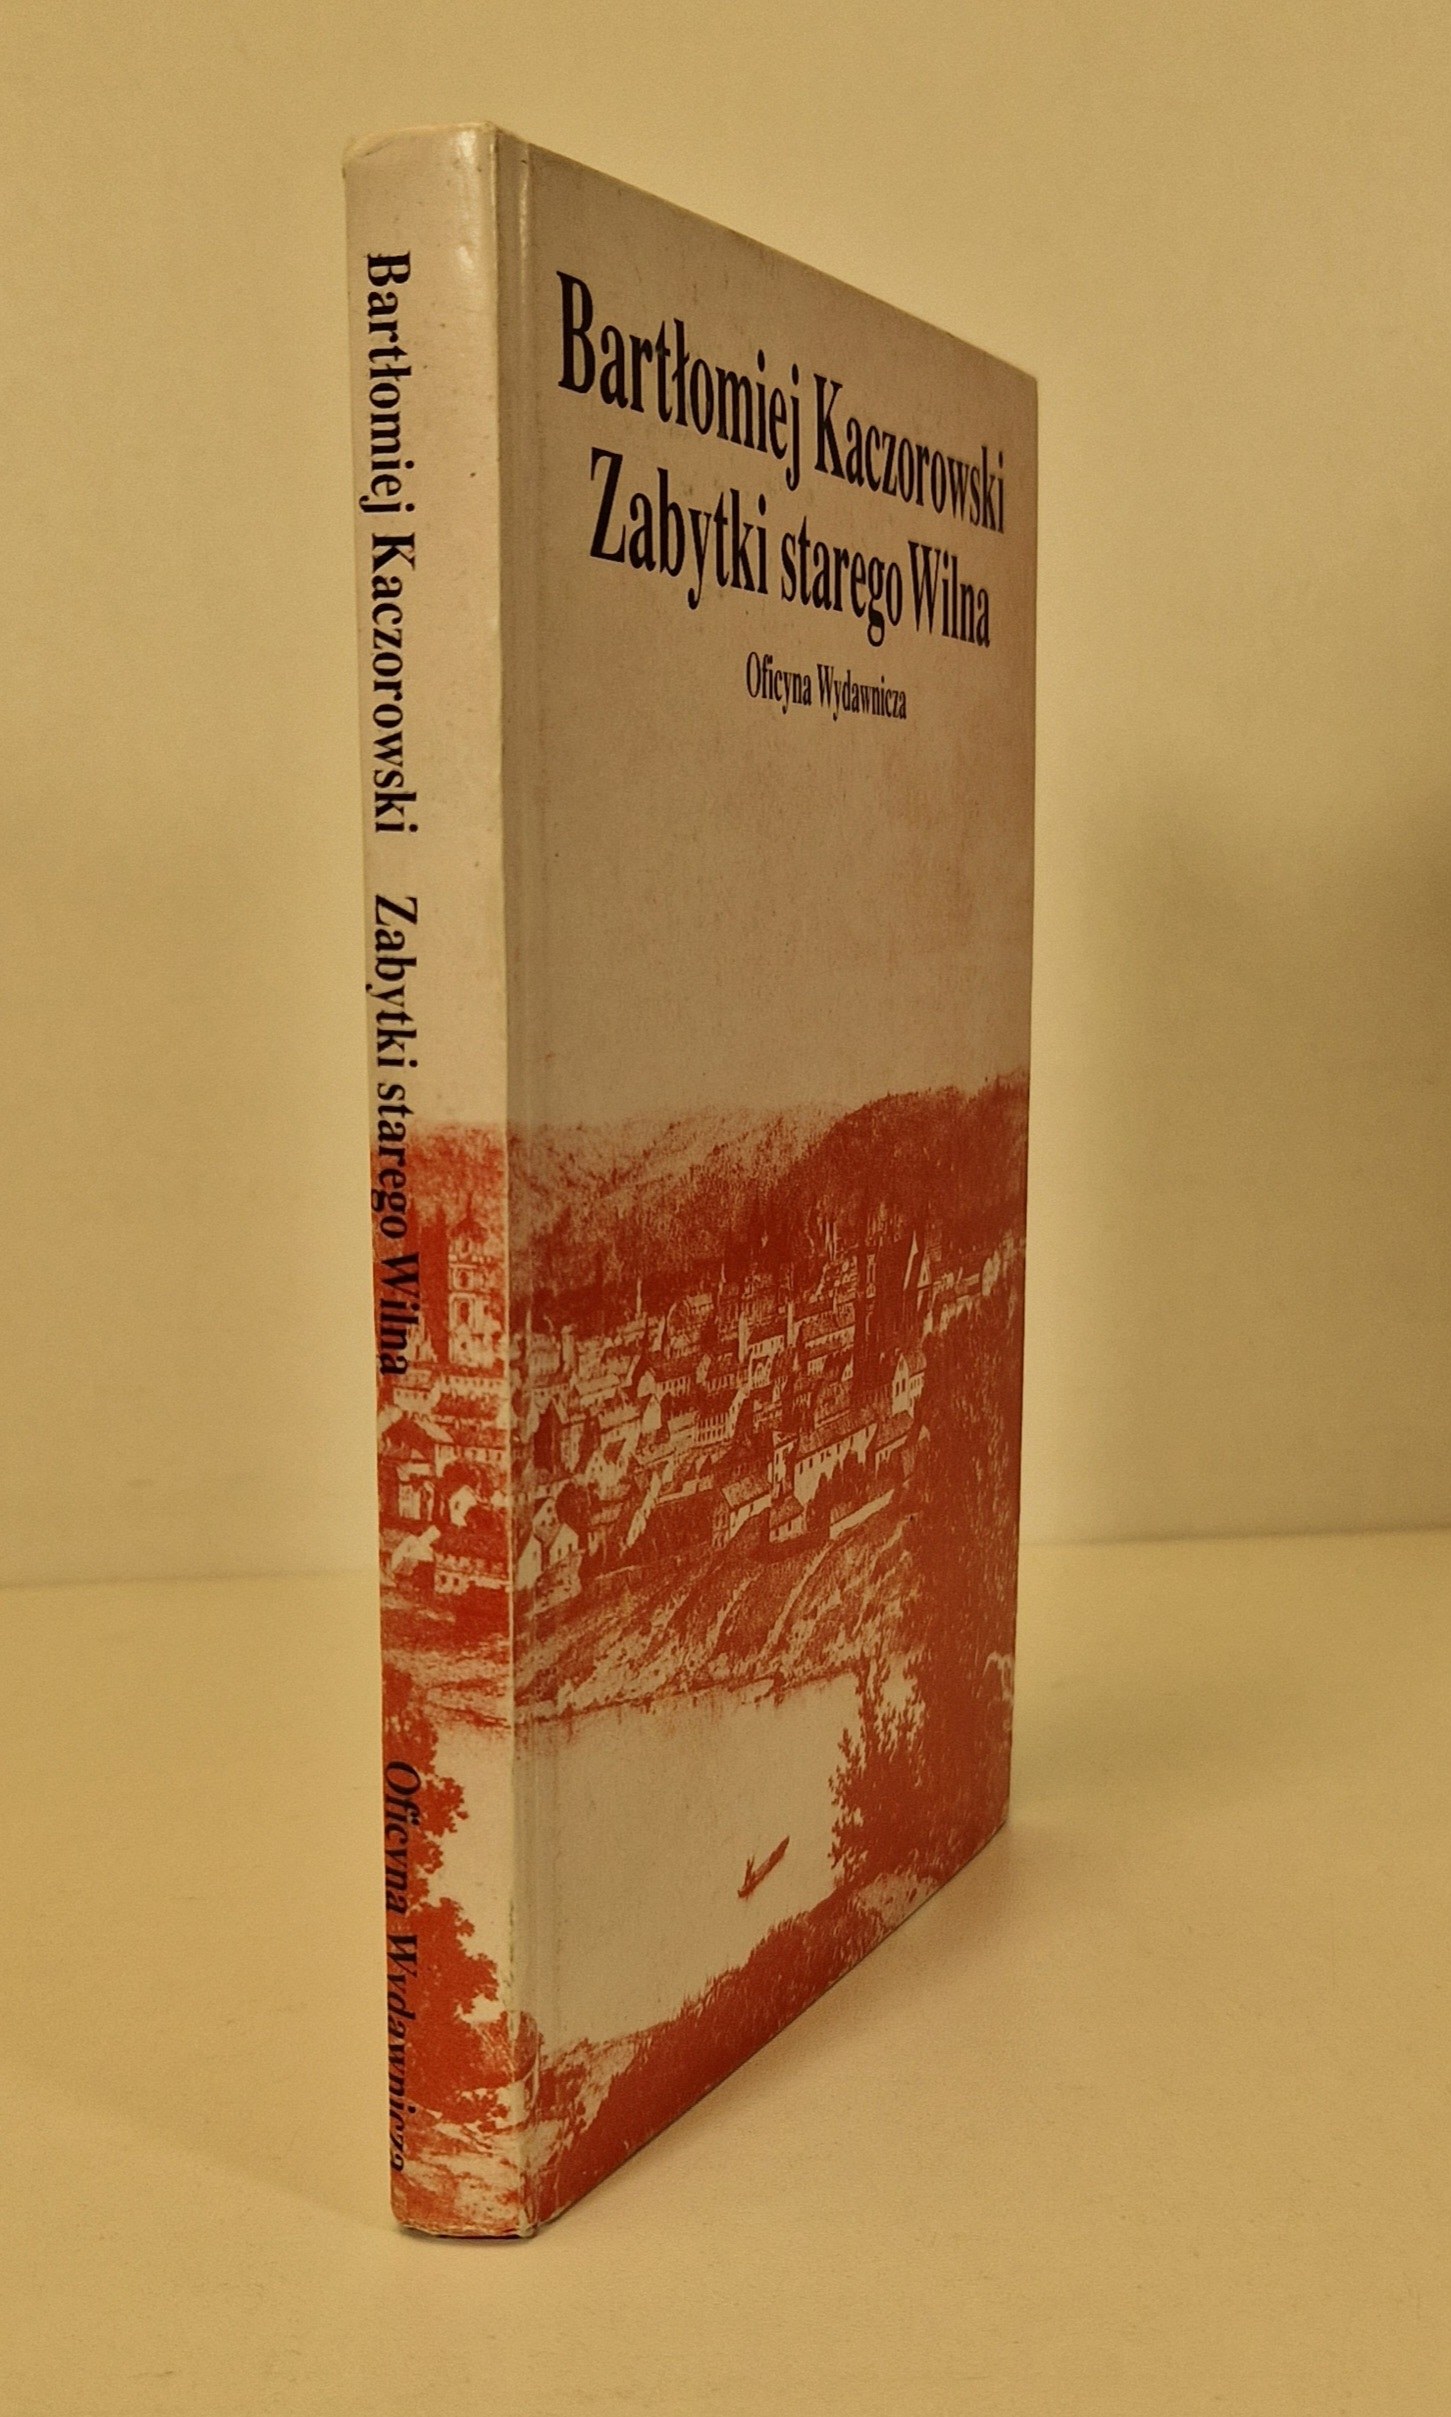 Bartłomiej Kaczorowski Zabytki starego Wilna Oficyna Wydawnicza
Bartłomiej Kaczorowski
Zabytki starego Wilna
Oficyna Wydawnicza